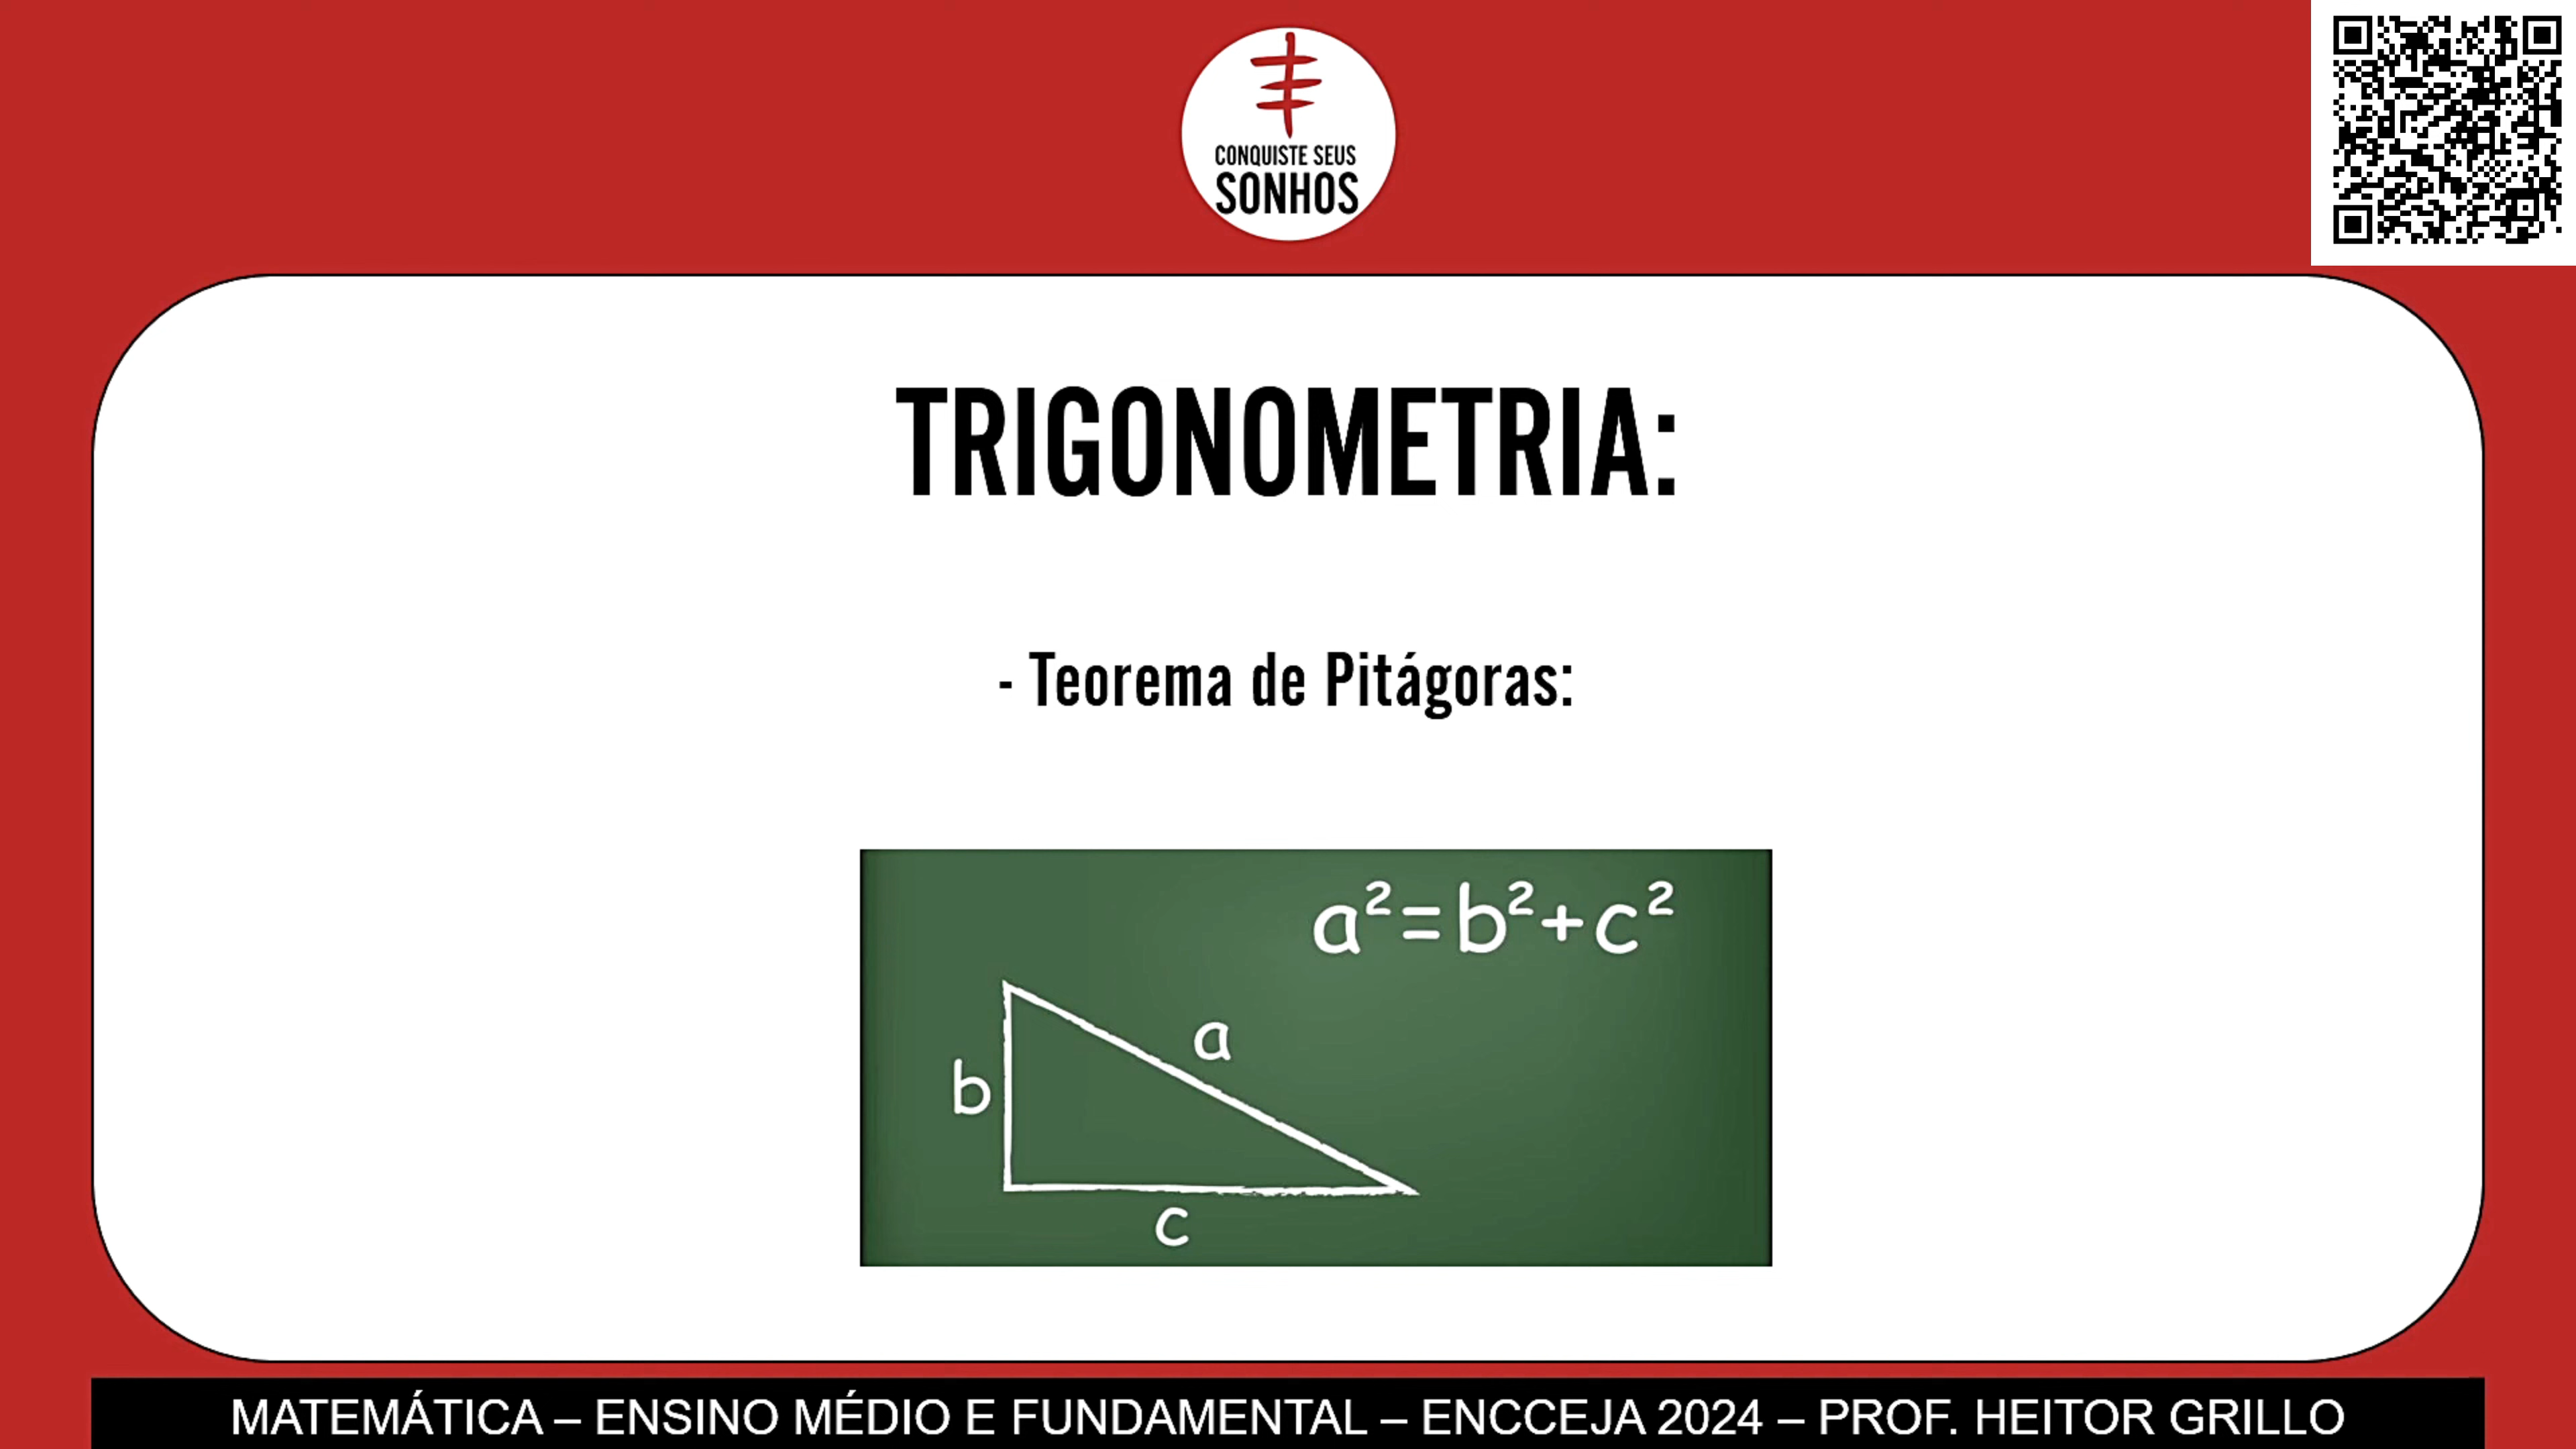 CONQUISTE SEUS
SONHOS
TRIGONOMETRIA:
- Teorema de Pitágoras:
a²=b²+c²
a
b
c
MATEMÁTICA – ENSINO MÉDIO E FUNDAMENTAL – ENCCEJA 2024 – PROF. HEITOR GRILLO